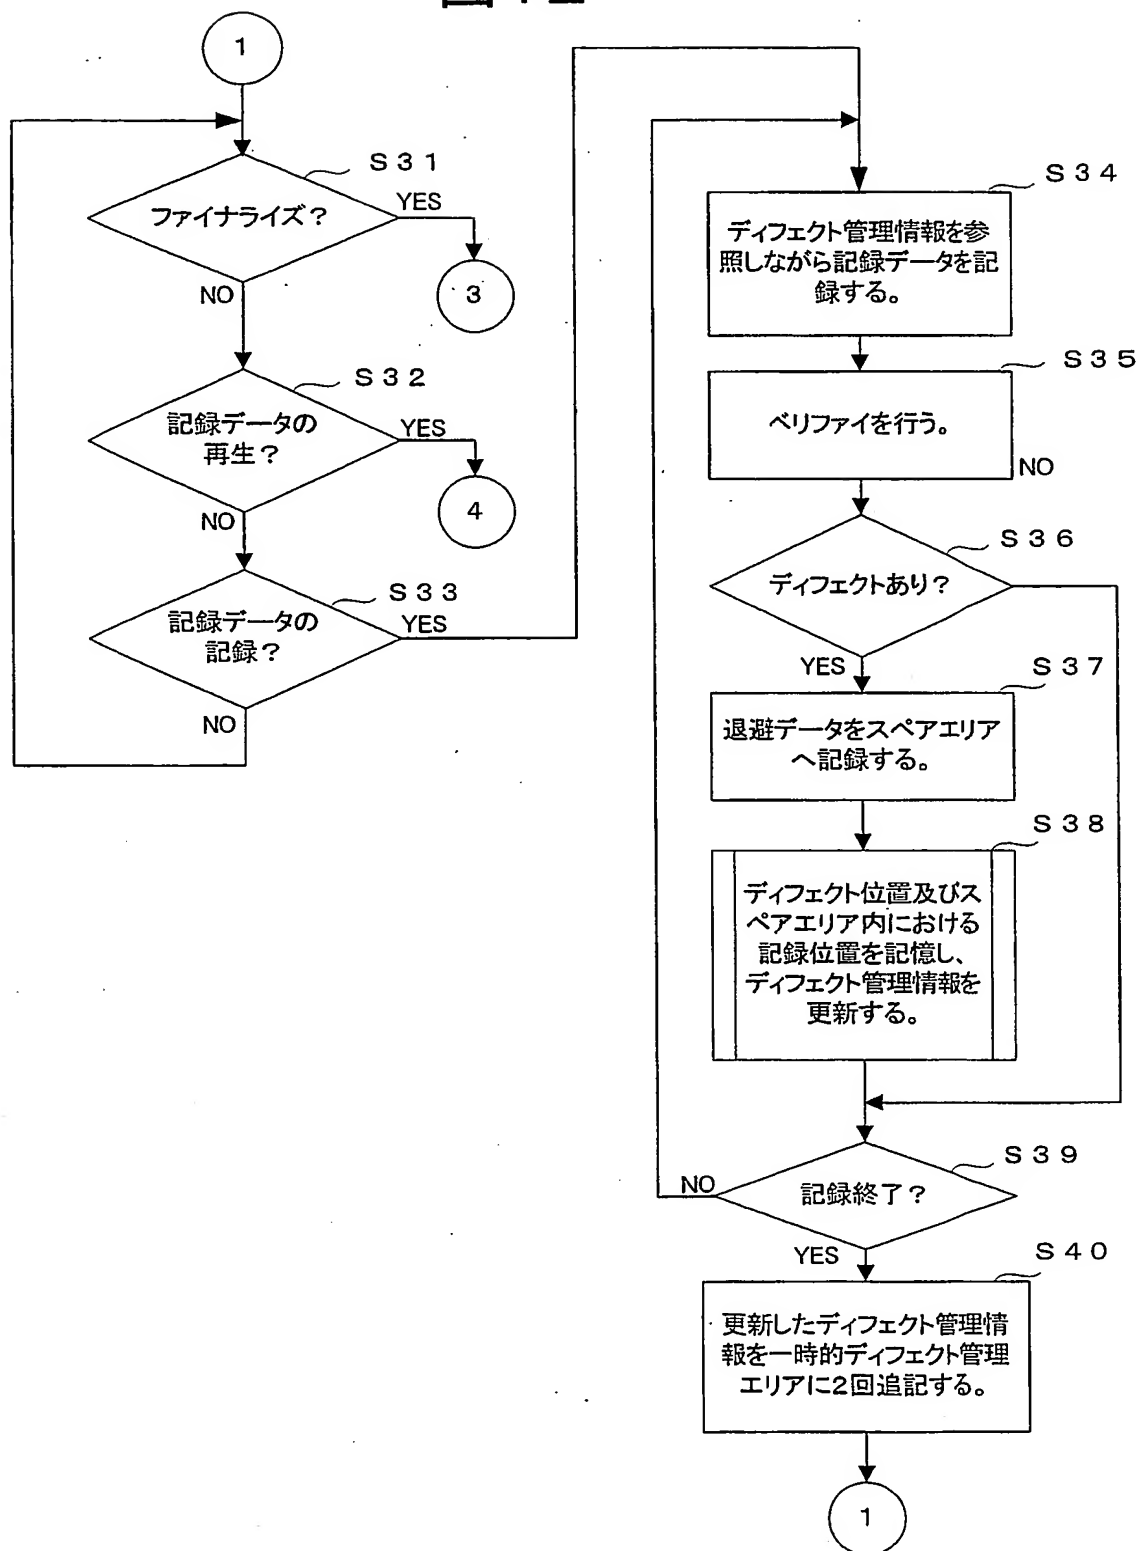 1
S31
ファイナライズ?
YES
3
NO
S32
記録データの
再生?
YES
4
NO
S33
記録データの
記録?
YES
NO
S34
ディフェクト管理情報を参
照しながら記録データを記
録する。
S35
ベリファイを行う。
NO
S36
ディフェクトあり?
YES
S37
退避データをスペアエリア
へ記録する。
S38
ディフェクト位置及びス
ペアエリア内における
記録位置を記憶し、
ディフェクト管理情報を
更新する。
S39
記録終了?
NO
YES
S40
更新したディフェクト管理情
報を一時的ディフェクト管理
エリアに2回追記する。
1